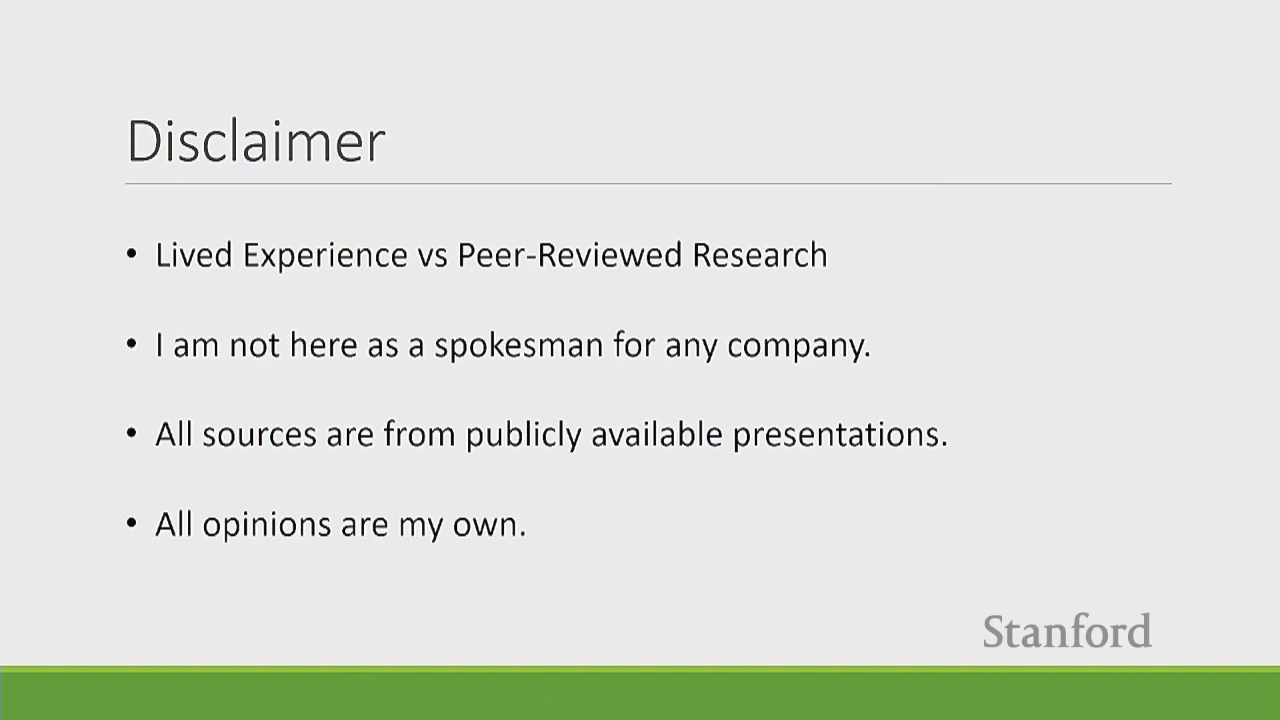 Disclaimer
• Lived Experience vs Peer-Reviewed Research
• I am not here as a spokesman for any company.
• All sources are from publicly available presentations.
• All opinions are my own.
Stanford